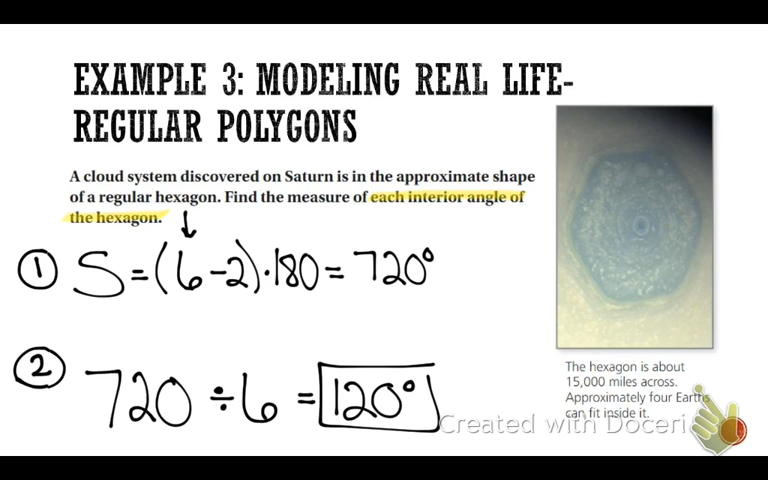 EXAMPLE 3: MODELING REAL LIFE-
REGULAR POLYGONS
A cloud system discovered on Saturn is in the approximate shape
of a regular hexagon. Find the measure of each interior angle of
the hexagon.
① S = (6 - 2) · 180 = 720°
② 720 ÷ 6 = 120°
The hexagon is about
15,000 miles across.
Approximately four Earths
can fit inside it.
Created with Doceri